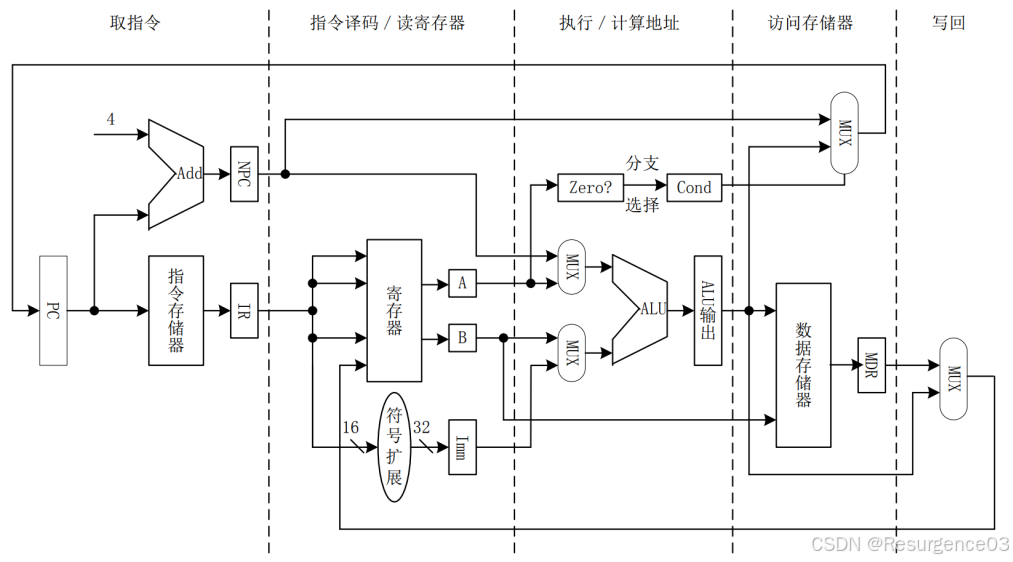 取指令
指令译码/读寄存器
执行/计算地址
访问存储器
写回
4
Add
NPC
MUX
分支
Zero?
Cond
选择
PC
指令存储器
IR
寄存器
A
B
MUX
MUX
ALU
ALU输出
数据存储器
MDR
MUX
16
符号扩展
32
Imm
CSDN @Resurgence03